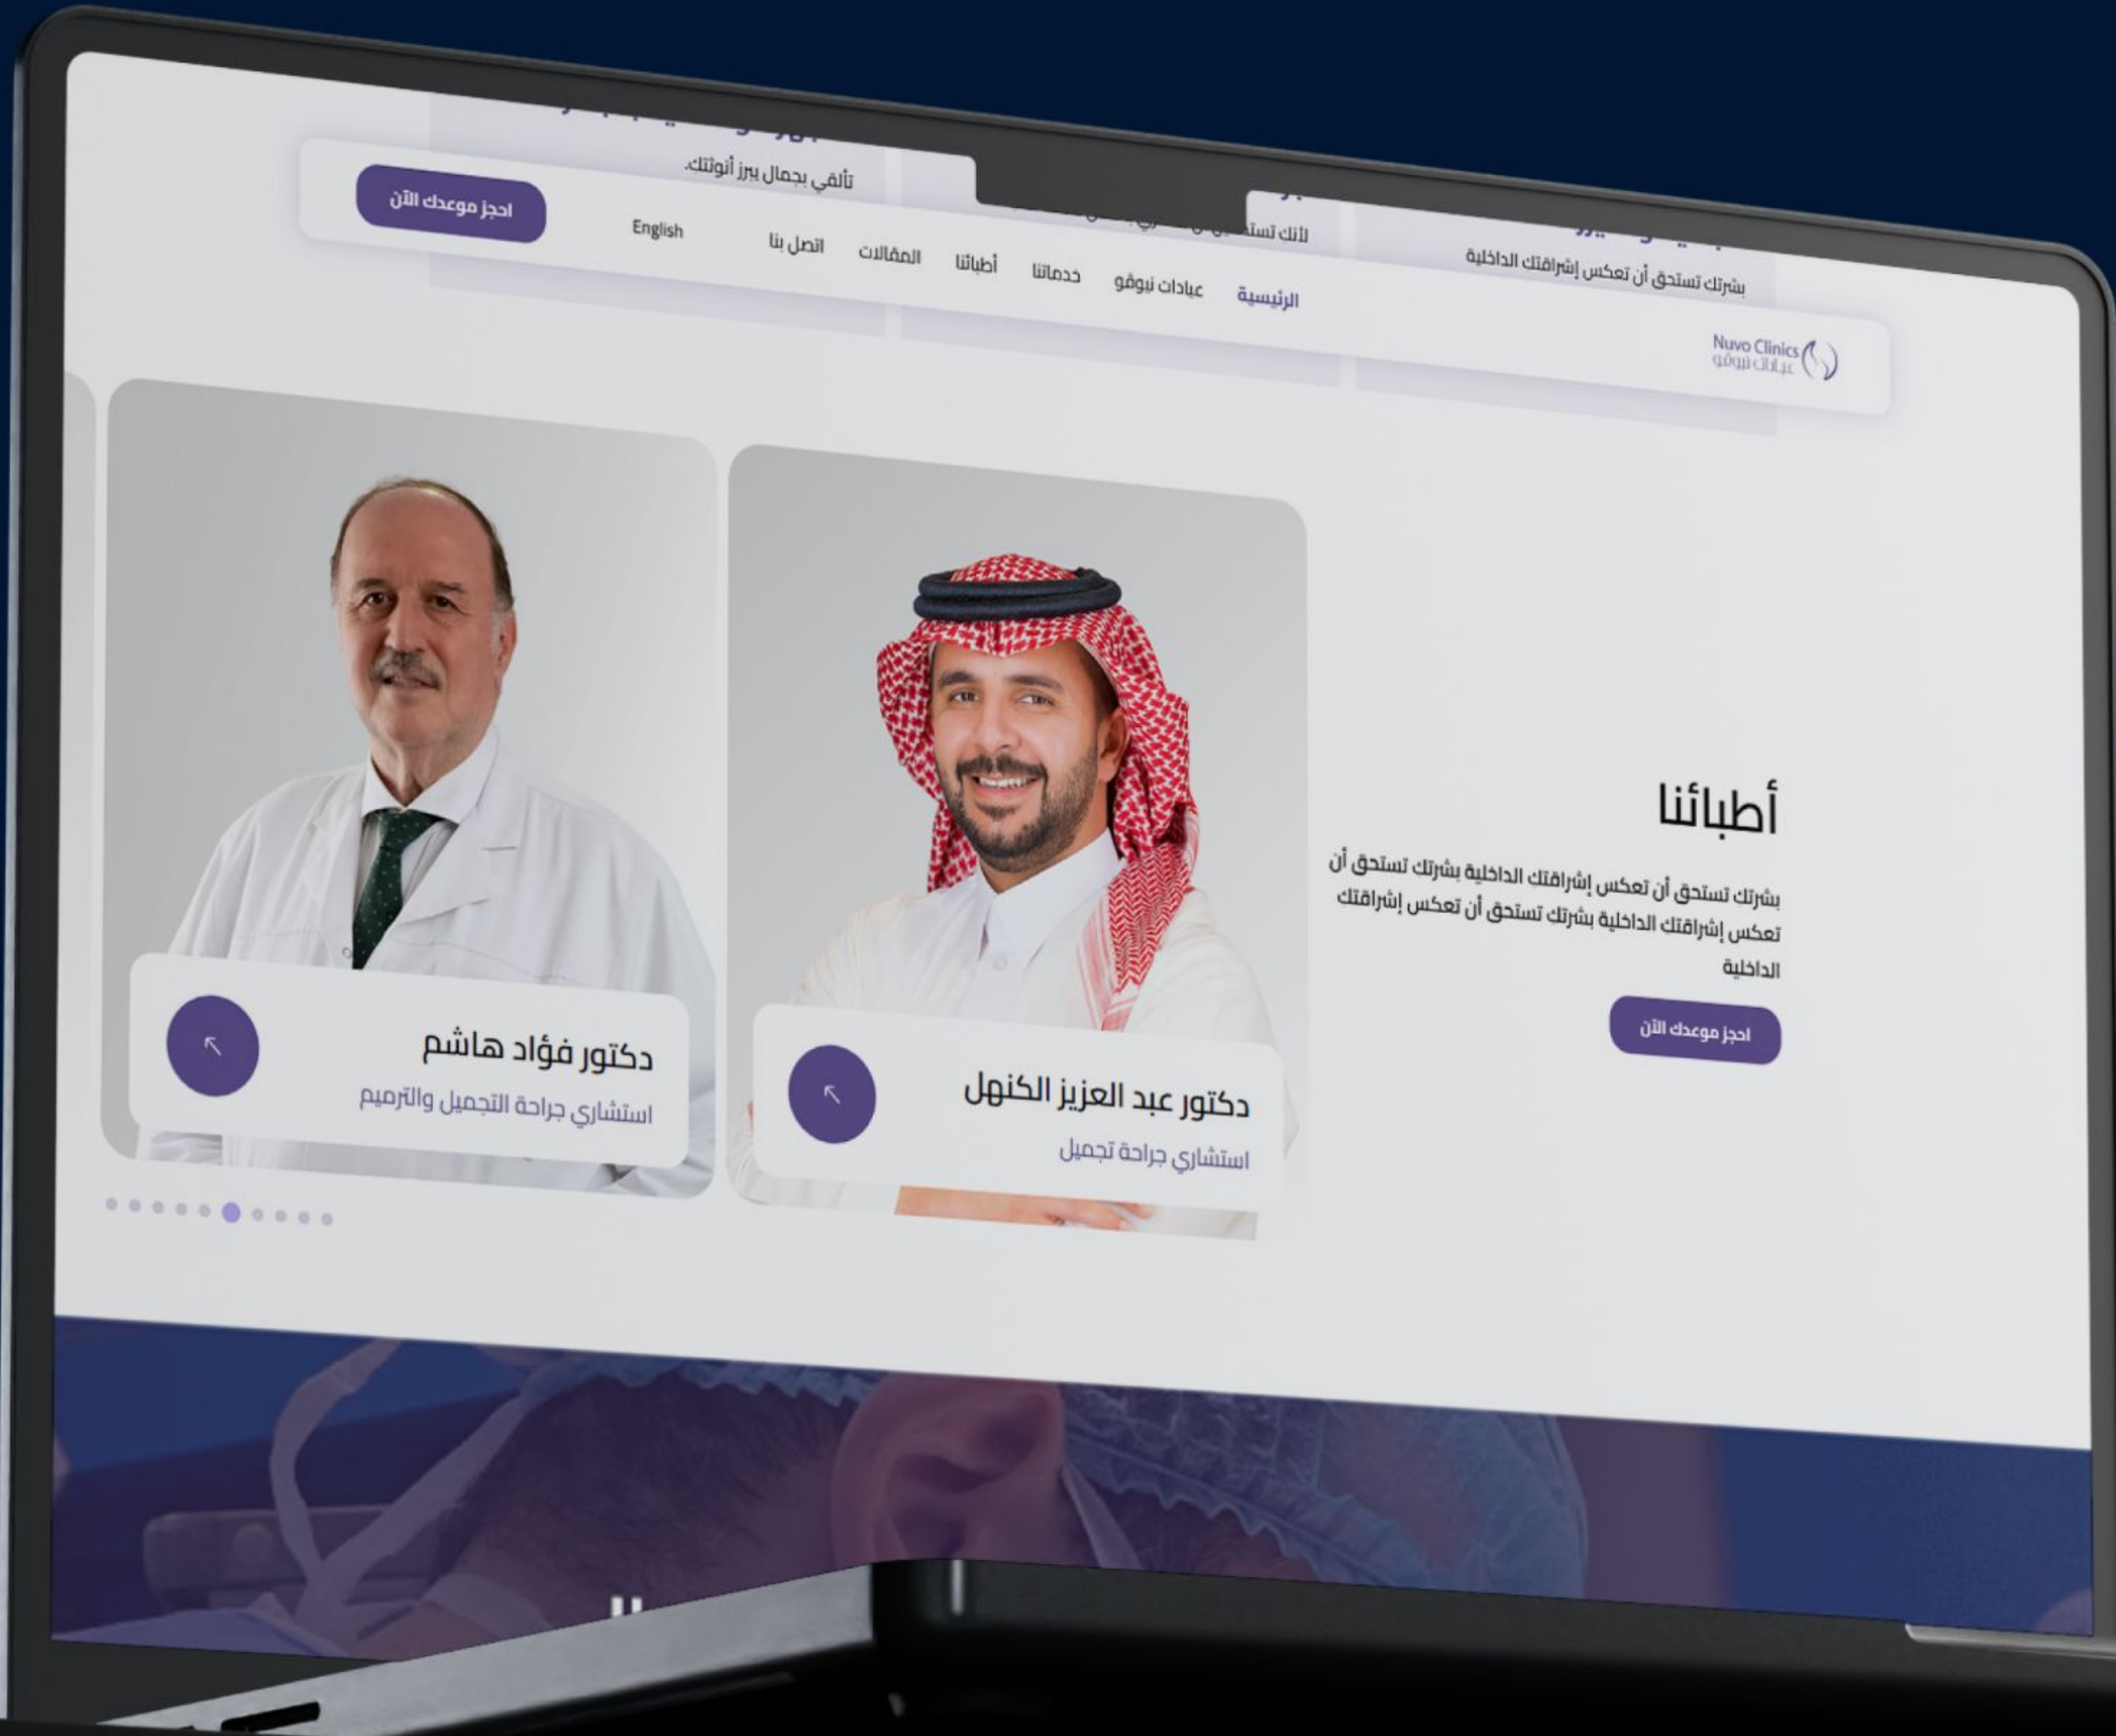 تألقي بجمال يبرز أنوثتك.
بشرتك تستحق أن تعكس إشراقتك الداخلية
Nuvo Clinics
عيادات نيوڤو
الرئيسية
عيادات نيوڤو
خدماتنا
أطبائنا
المقالات
اتصل بنا
English
احجز موعدك الآن
أطبائنا
بشرتك تستحق أن تعكس إشراقتك الداخلية بشرتك تستحق أن
تعكس إشراقتك الداخلية بشرتك تستحق أن تعكس إشراقتك
الداخلية
احجز موعدك الآن
دكتور عبد العزيز الكنهل
استشاري جراحة تجميل
دكتور فؤاد هاشم
استشاري جراحة التجميل والترميم